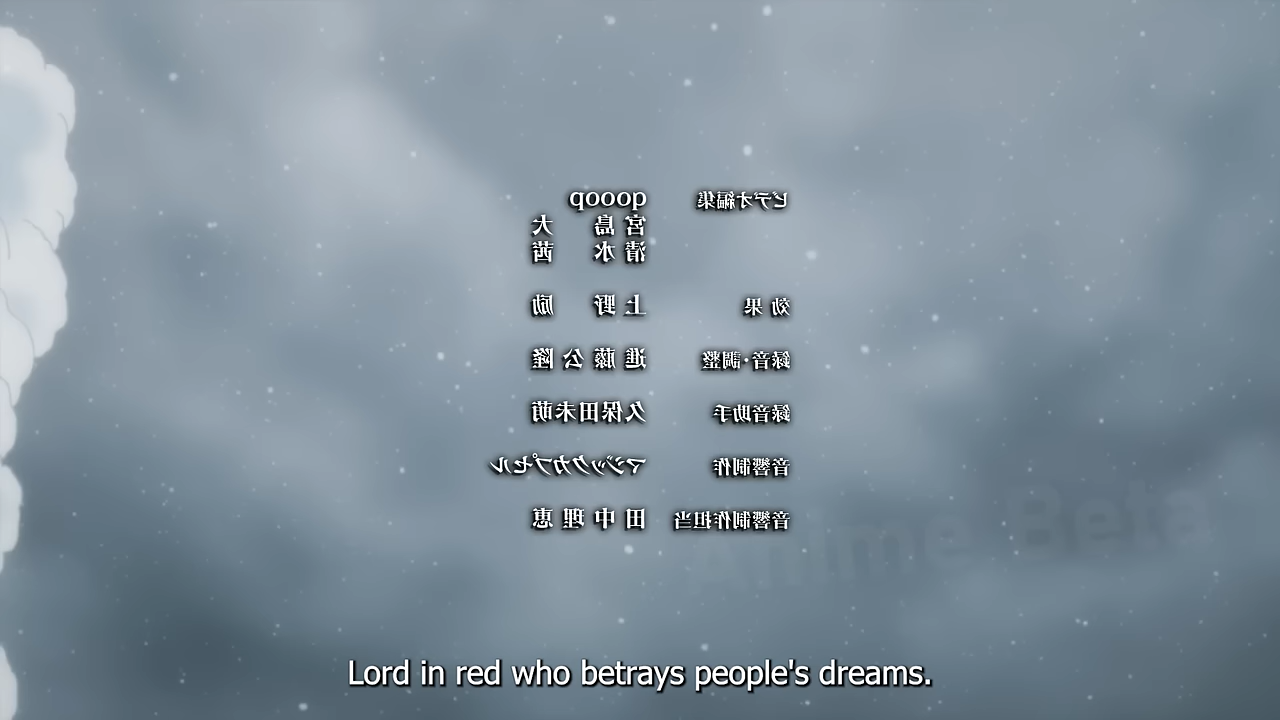 ビデオ編集 qooop
宮島 大
清水 茜
効果 上野 励
録音・調整 進藤公隆
録音助手 久保田未萌
音響制作 マジックカプセル
音響制作担当 田中理恵
Anime Beta
Lord in red who betrays people's dreams.